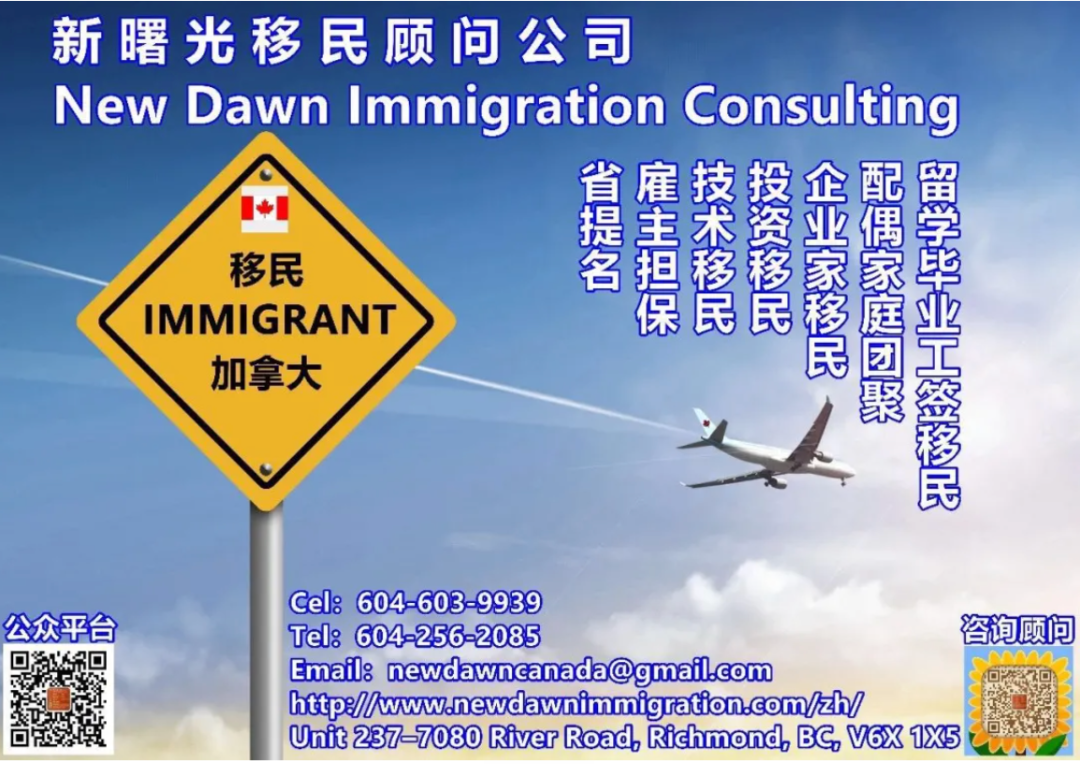 新曙光移民顾问公司
New Dawn Immigration Consulting
移民
IMMIGRANT
加拿大
留学毕业工签移民
配偶家庭团聚
企业家移民
投资移民
技术移民
雇主担保
省提名
Cel：604-603-9939
Tel：604-256-2085
Email：newdawncanada@gmail.com
http://www.newdawnimmigration.com/zh/
Unit 237–7080 River Road, Richmond, BC, V6X 1X5
公众平台
咨询顾问